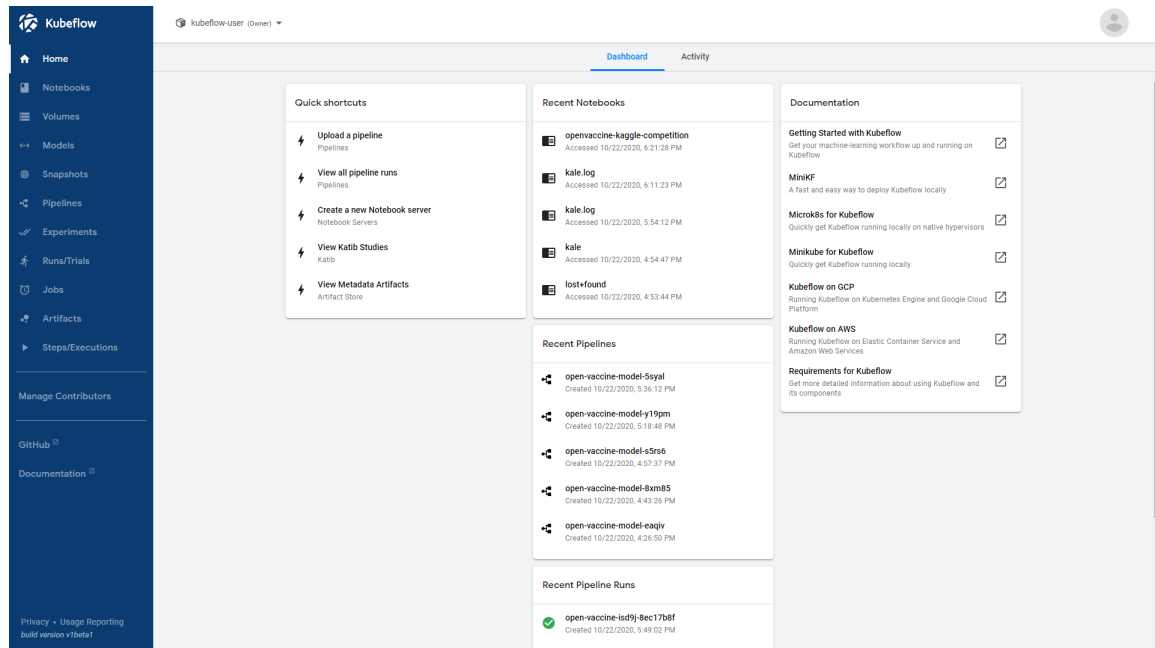 Kubeflow
kubeflow-user (Owner)
Home
Notebooks
Volumes
Models
Snapshots
Pipelines
Experiments
Runs/Trials
Jobs
Artifacts
Steps/Executions
Manage Contributors
GitHub
Documentation
Privacy • Usage Reporting
build version v1beta1
Dashboard
Activity
Quick shortcuts
Upload a pipeline
Pipelines
View all pipeline runs
Pipelines
Create a new Notebook server
Notebook Servers
View Katib Studies
Katib
View Metadata Artifacts
Artifact Store
Recent Notebooks
openvaccine-kaggle-competition
Accessed 10/22/2020, 6:21:28 PM
kale.log
Accessed 10/22/2020, 6:11:23 PM
kale.log
Accessed 10/22/2020, 5:54:12 PM
kale
Accessed 10/22/2020, 4:54:47 PM
lost+found
Accessed 10/22/2020, 4:53:44 PM
Recent Pipelines
open-vaccine-model-5syal
Created 10/22/2020, 5:36:12 PM
open-vaccine-model-y19pm
Created 10/22/2020, 5:18:48 PM
open-vaccine-model-s5rs6
Created 10/22/2020, 4:57:37 PM
open-vaccine-model-8xm85
Created 10/22/2020, 4:43:26 PM
open-vaccine-model-eaqiv
Created 10/22/2020, 4:26:50 PM
Recent Pipeline Runs
open-vaccine-isd9j-8ec17b8f
Created 10/22/2020, 5:49:02 PM
Documentation
Getting Started with Kubeflow
Get your machine-learning workflow up and running on
Kubeflow
MiniKF
A fast and easy way to deploy Kubeflow locally
Microk8s for Kubeflow
Quickly get Kubeflow running locally on native hypervisors
Minikube for Kubeflow
Quickly get Kubeflow running locally
Kubeflow on GCP
Running Kubeflow on Kubernetes Engine and Google Cloud
Platform
Kubeflow on AWS
Running Kubeflow on Elastic Container Service and
Amazon Web Services
Requirements for Kubeflow
Get more detailed information about using Kubeflow and
its components